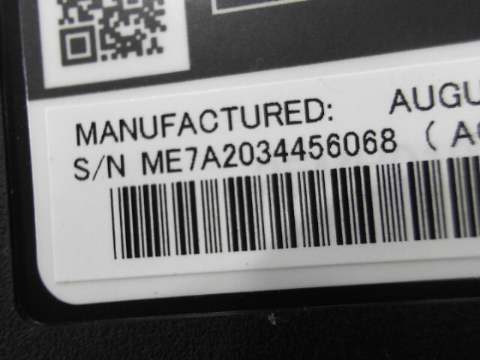 MANUFACTURED: AUGU
S/N ME7A2034456068 ( A